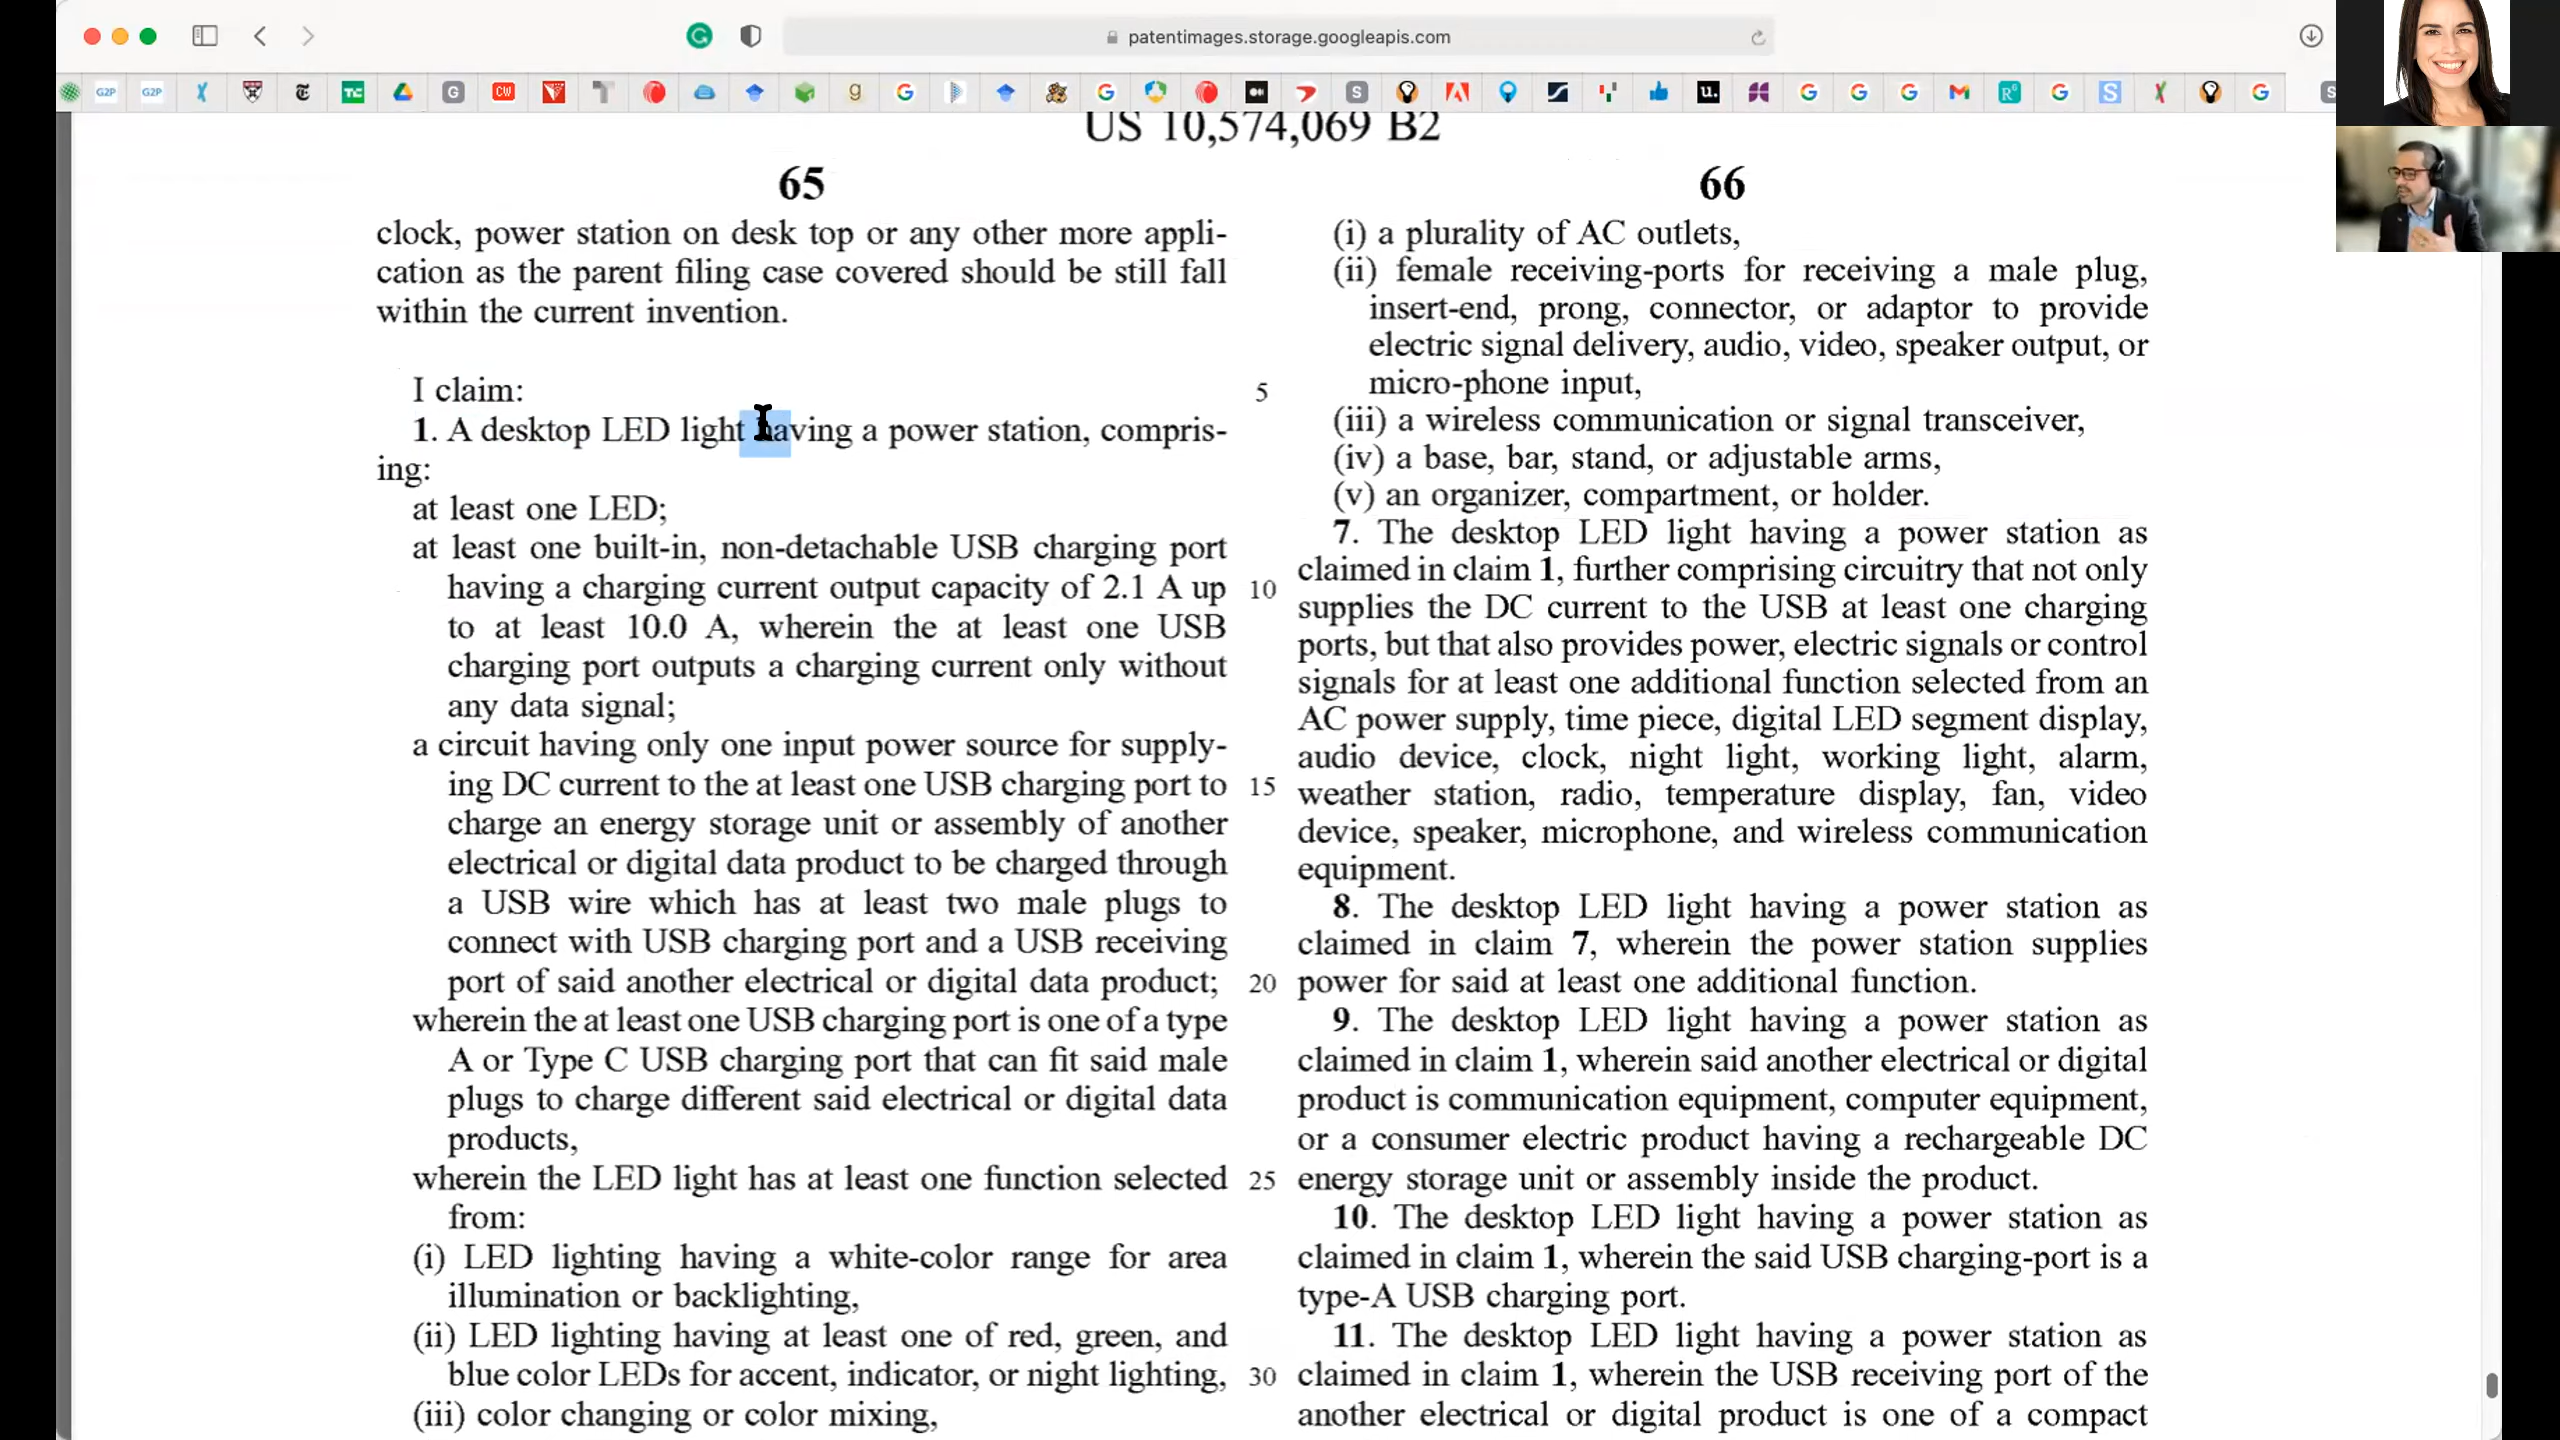 patentimages.storage.googleapis.com
G2P
G2P
TC
G
CW
g
G
G
S
G
G
G
G
S
G
US 10,574,069 B2
65
clock, power station on desk top or any other more appli-
cation as the parent filing case covered should be still fall
within the current invention.
I claim:
5
1. A desktop LED light having a power station, compris-
ing:
at least one LED;
at least one built-in, non-detachable USB charging port
having a charging current output capacity of 2.1 A up
10
to at least 10.0 A, wherein the at least one USB
charging port outputs a charging current only without
any data signal;
a circuit having only one input power source for supply-
ing DC current to the at least one USB charging port to
15
charge an energy storage unit or assembly of another
electrical or digital data product to be charged through
a USB wire which has at least two male plugs to
connect with USB charging port and a USB receiving
port of said another electrical or digital data product;
20
wherein the at least one USB charging port is one of a type
A or Type C USB charging port that can fit said male
plugs to charge different said electrical or digital data
products,
wherein the LED light has at least one function selected
25
from:
(i) LED lighting having a white-color range for area
illumination or backlighting,
(ii) LED lighting having at least one of red, green, and
blue color LEDs for accent, indicator, or night lighting,
30
(iii) color changing or color mixing,
66
(i) a plurality of AC outlets,
(ii) female receiving-ports for receiving a male plug,
insert-end, prong, connector, or adaptor to provide
electric signal delivery, audio, video, speaker output, or
micro-phone input,
(iii) a wireless communication or signal transceiver,
(iv) a base, bar, stand, or adjustable arms,
(v) an organizer, compartment, or holder.
7. The desktop LED light having a power station as
claimed in claim 1, further comprising circuitry that not only
supplies the DC current to the USB at least one charging
ports, but that also provides power, electric signals or control
signals for at least one additional function selected from an
AC power supply, time piece, digital LED segment display,
audio device, clock, night light, working light, alarm,
weather station, radio, temperature display, fan, video
device, speaker, microphone, and wireless communication
equipment.
8. The desktop LED light having a power station as
claimed in claim 7, wherein the power station supplies
power for said at least one additional function.
9. The desktop LED light having a power station as
claimed in claim 1, wherein said another electrical or digital
product is communication equipment, computer equipment,
or a consumer electric product having a rechargeable DC
energy storage unit or assembly inside the product.
10. The desktop LED light having a power station as
claimed in claim 1, wherein the said USB charging-port is a
type-A USB charging port.
11. The desktop LED light having a power station as
claimed in claim 1, wherein the USB receiving port of the
another electrical or digital product is one of a compact